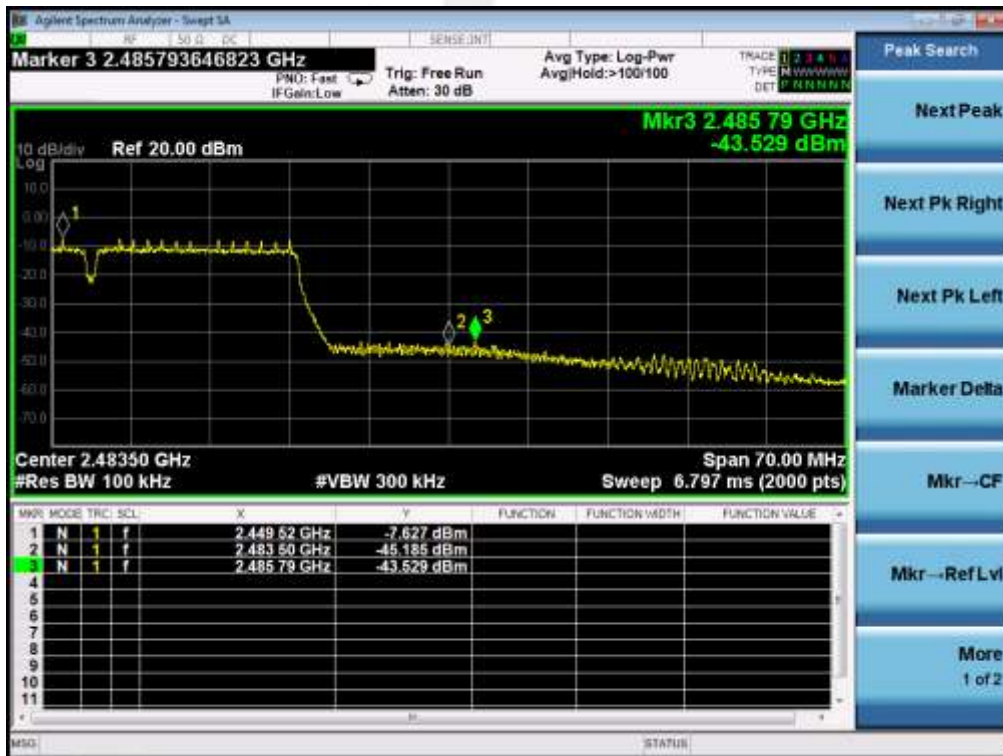 Agilent Spectrum Analyzer - Swept SA
RF 50 Ω DC SENSE:INT
Marker 3 2.485793646823 GHz
PNO: Fast
IFGain:Low
Trig: Free Run
Atten: 30 dB
Avg Type: Log-Pwr
Avg|Hold:>100/100
TRACE 1 2 3 4 5 6
TYPE M W W W W W
DET P N N N N N
Mkr3 2.485 79 GHz
-43.529 dBm
10 dB/div Ref 20.00 dBm
Log
10.0
0.00
-10.0
-20.0
-30.0
-40.0
-50.0
-60.0
-70.0
1
2
3
Center 2.48350 GHz
Span 70.00 MHz
#Res BW 100 kHz
#VBW 300 kHz
Sweep 6.797 ms (2000 pts)
MKR MODE TRC SCL X Y FUNCTION FUNCTION WIDTH FUNCTION VALUE
1 N 1 f 2.449 52 GHz -7.627 dBm
2 N 1 f 2.483 50 GHz -45.185 dBm
3 N 1 f 2.485 79 GHz -43.529 dBm
4
5
6
7
8
9
10
11
MSG STATUS
Peak Search
Next Peak
Next Pk Right
Next Pk Left
Marker Delta
Mkr→CF
Mkr→Ref Lvl
More
1 of 2